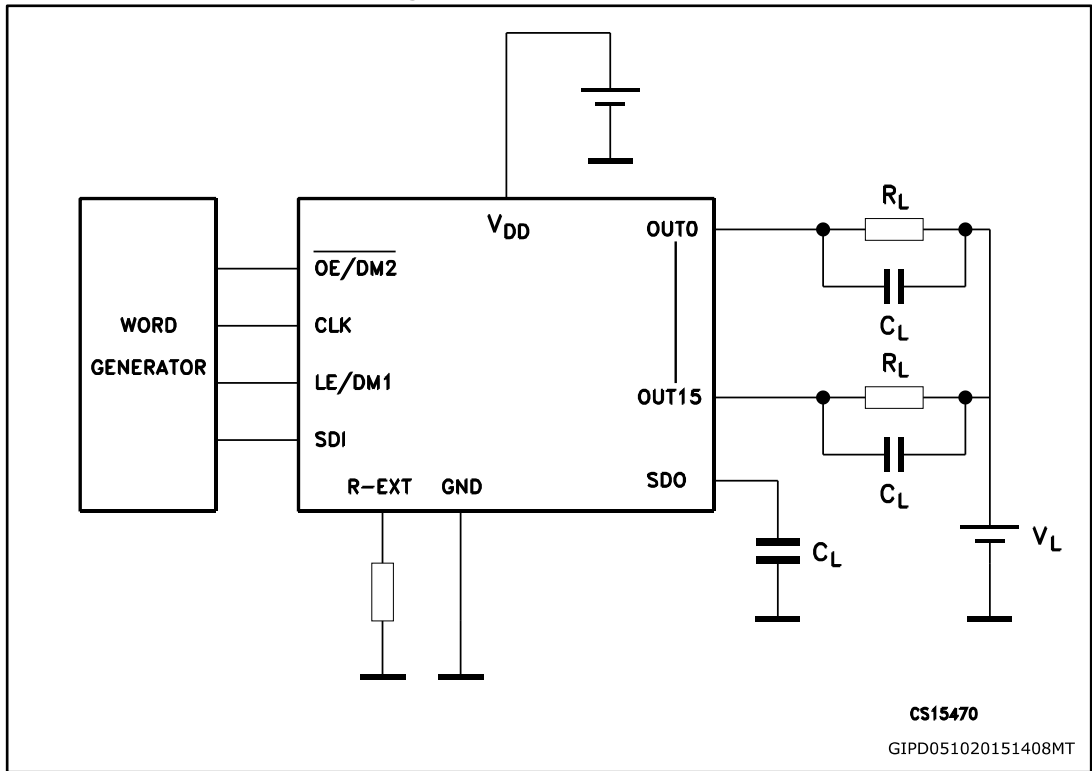 V_DD
OUT0
R_L
OE/DM2
CLK
C_L
WORD
GENERATOR
LE/DM1
R_L
OUT15
SDI
C_L
R-EXT
GND
SDO
C_L
V_L
CS15470
GIPD051020151408MT